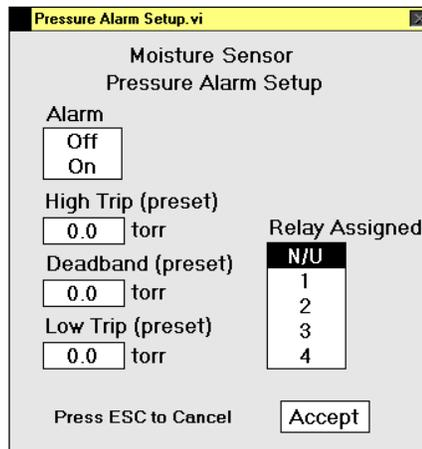 Pressure Alarm Setup.vi
Moisture Sensor
Pressure Alarm Setup
Alarm
Off
On
High Trip (preset)
0.0 torr
Deadband (preset)
0.0 torr
Low Trip (preset)
0.0 torr
Relay Assigned
N/U
1
2
3
4
Press ESC to Cancel
Accept